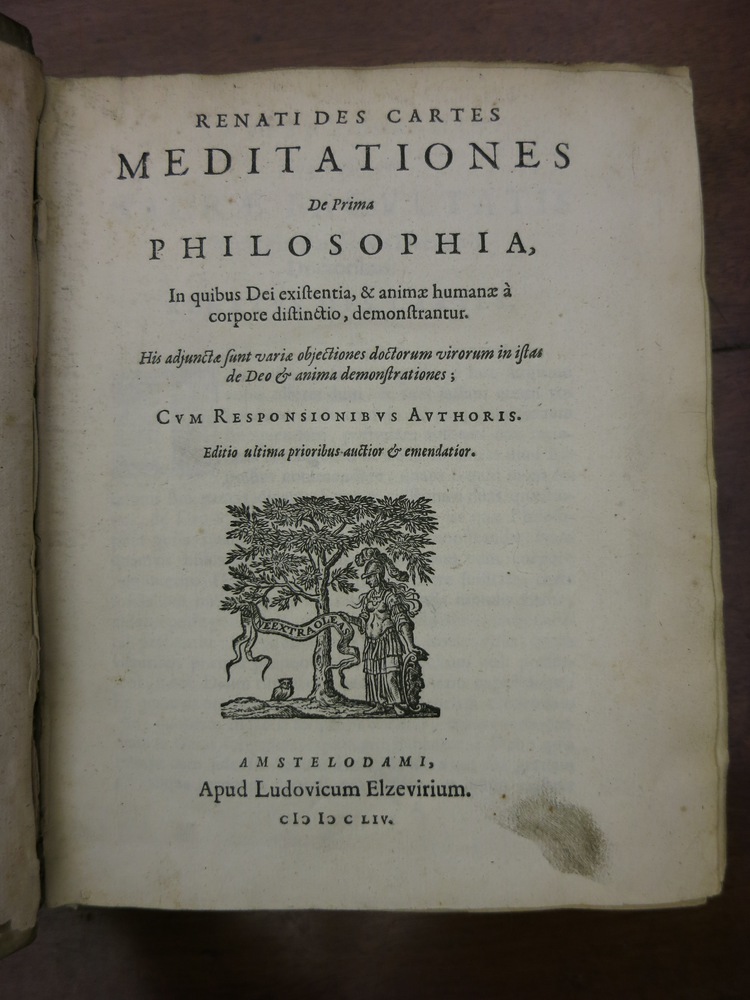 RENATI DES CARTES
MEDITATIONES
De Prima
PHILOSOPHIA,
In quibus Dei existentia, & animæ humanæ à
corpore distinctio, demonstrantur.
His adjunctæ sunt variæ objectiones doctorum virorum in istas
de Deo & anima demonstrationes;
CVM RESPONSIONIBVS AVTHORIS.
Editio ultima prioribus auctior & emendatior.
NE EXTRA OLEAS
AMSTELODAMI,
Apud Ludovicum Elzevirium.
cIↄ Iↄ c LIV.